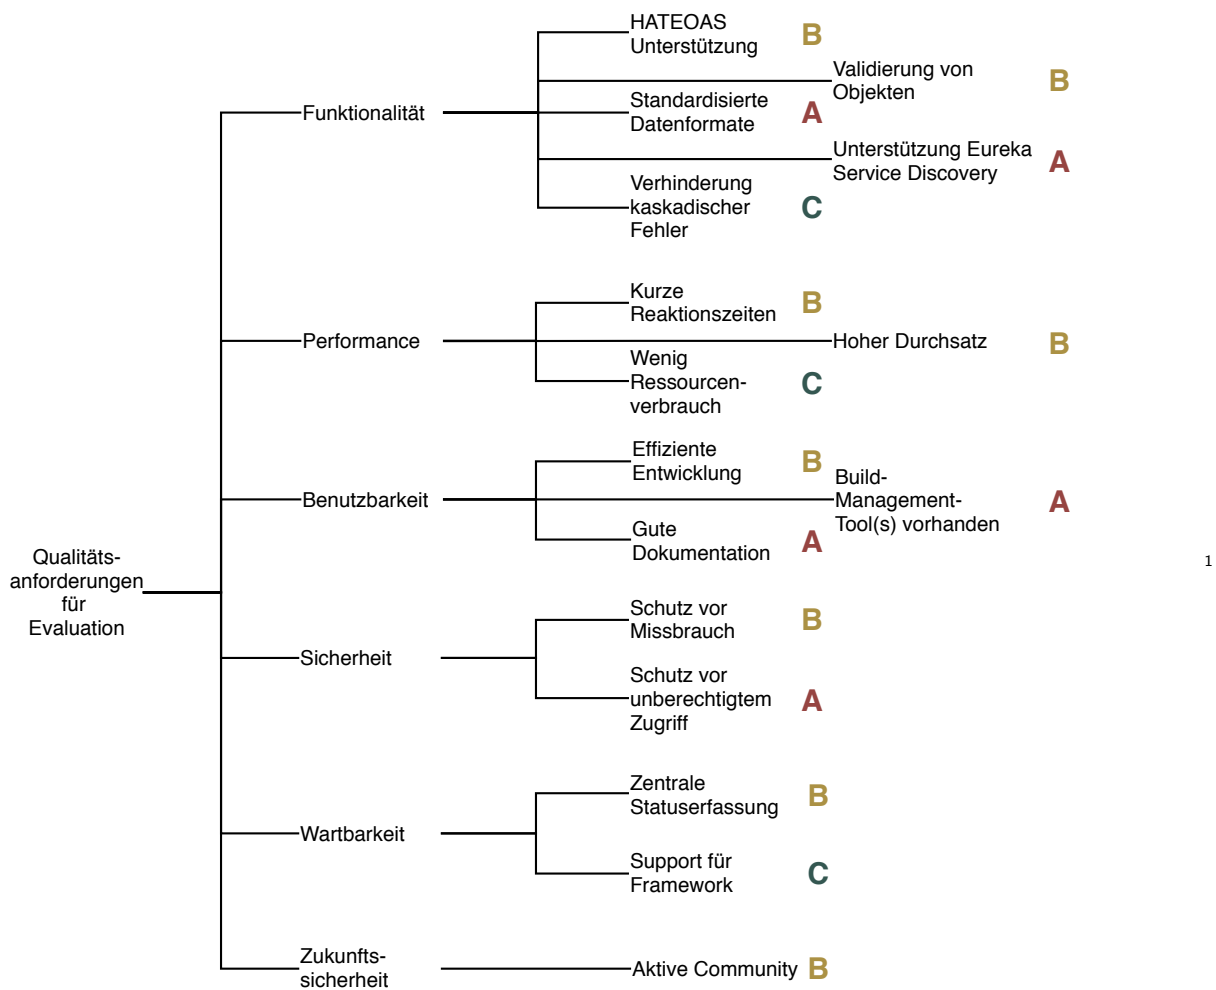 HATEOAS
Unterstützung
B
Validierung von
Objekten
B
Funktionalität
Standardisierte
Datenformate
A
Unterstützung Eureka
Service Discovery
A
Verhinderung
kaskadischer
Fehler
C
Kurze
Reaktionszeiten
B
Performance
Hoher Durchsatz
B
Wenig
Ressourcen-
verbrauch
C
Effiziente
Entwicklung
B
Benutzbarkeit
Build-
Management-
Tool(s) vorhanden
A
Gute
Dokumentation
A
Qualitäts-
anforderungen
für
Evaluation
1
Schutz vor
Missbrauch
B
Sicherheit
Schutz vor
unberechtigtem
Zugriff
A
Zentrale
Statuserfassung
B
Wartbarkeit
Support für
Framework
C
Zukunfts-
sicherheit
Aktive Community
B